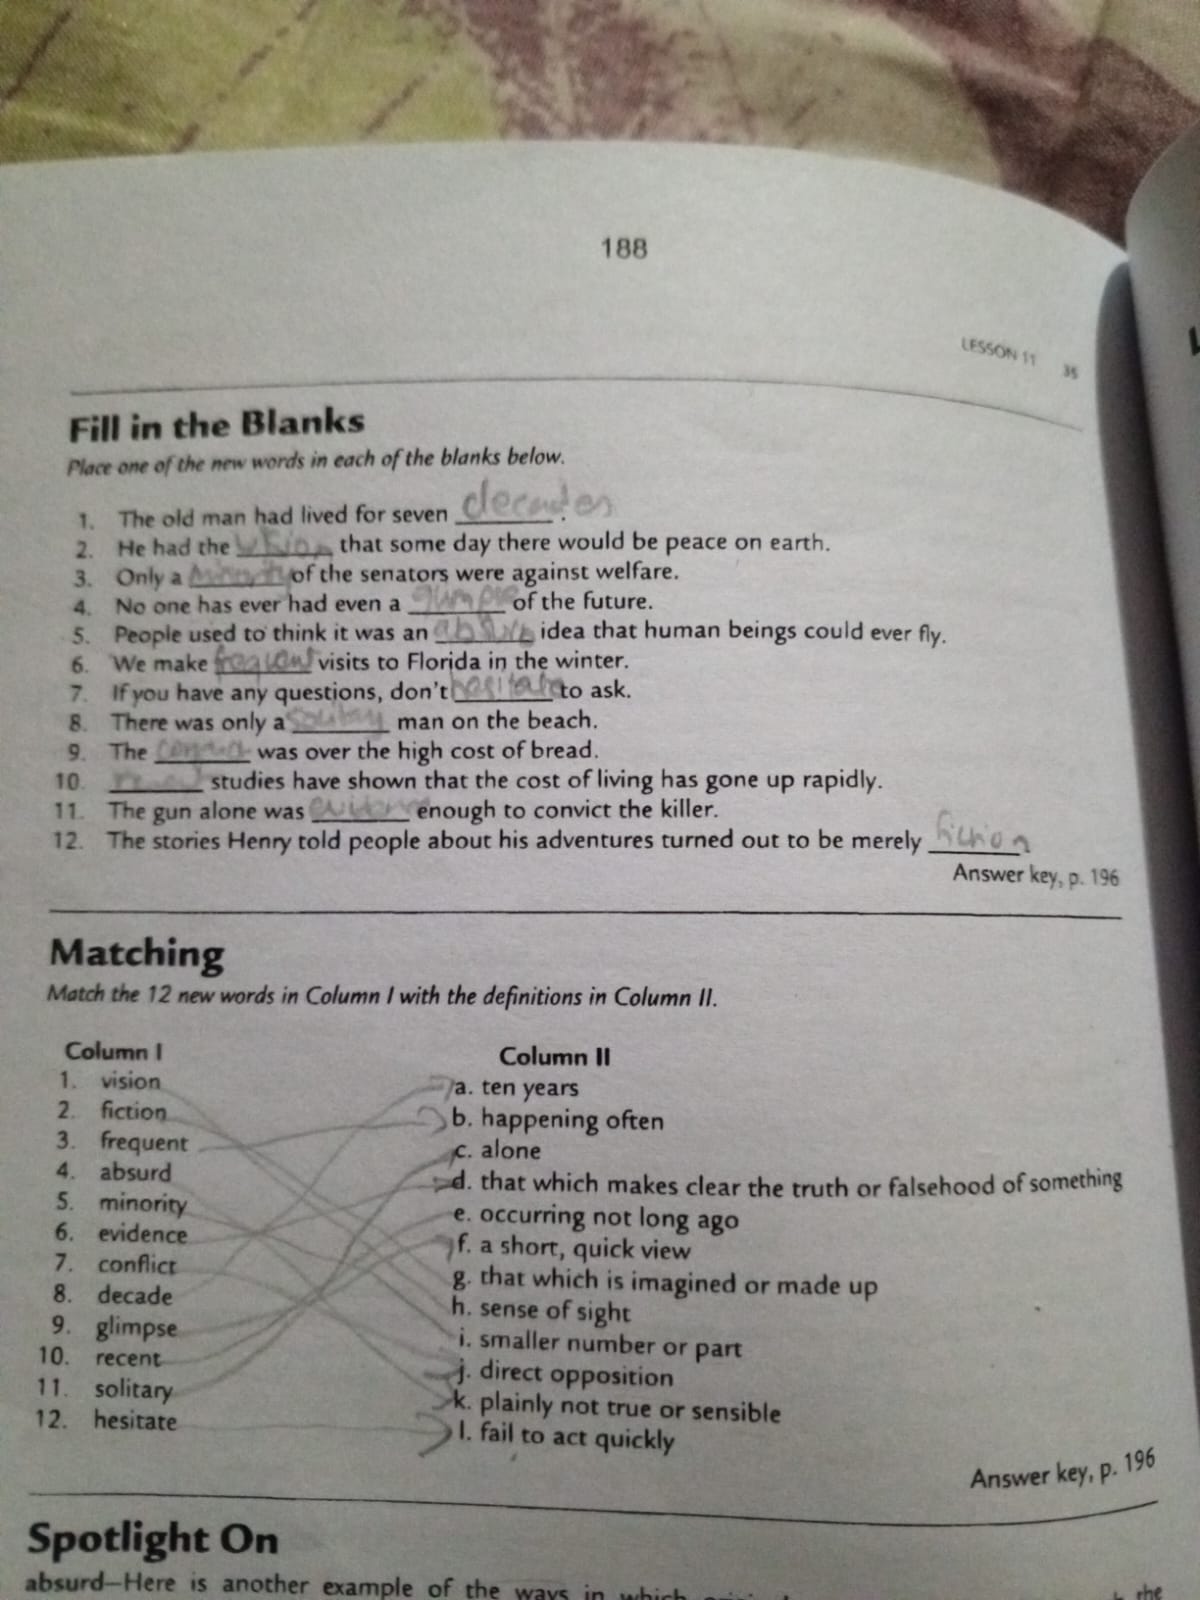 188
LESSON 11 35
Fill in the Blanks
Place one of the new words in each of the blanks below.
1. The old man had lived for seven decades.
2. He had the vision that some day there would be peace on earth.
3. Only a minority of the senators were against welfare.
4. No one has ever had even a glimpse of the future.
5. People used to think it was an absurd idea that human beings could ever fly.
6. We make frequent visits to Florida in the winter.
7. If you have any questions, don't hesitate to ask.
8. There was only a solitary man on the beach.
9. The was over the high cost of bread.
10. studies have shown that the cost of living has gone up rapidly.
11. The gun alone was evidence enough to convict the killer.
12. The stories Henry told people about his adventures turned out to be merely fiction
Answer key, p. 196
Matching
Match the 12 new words in Column I with the definitions in Column II.
Column I Column II
1. vision a. ten years
2. fiction b. happening often
3. frequent c. alone
4. absurd d. that which makes clear the truth or falsehood of something
5. minority e. occurring not long ago
6. evidence f. a short, quick view
7. conflict g. that which is imagined or made up
8. decade h. sense of sight
9. glimpse i. smaller number or part
10. recent j. direct opposition
11. solitary k. plainly not true or sensible
12. hesitate l. fail to act quickly
Answer key, p. 196
Spotlight On
absurd—Here is another example of the ways in which the